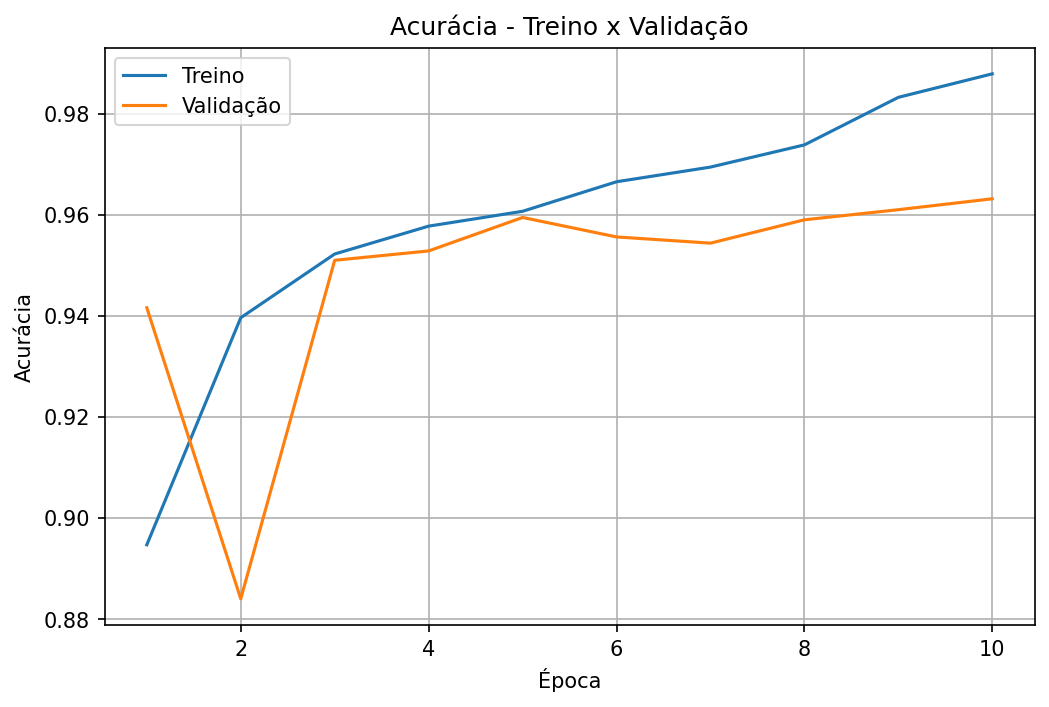 Acurácia - Treino x Validação
Treino
Validação
0.98
0.96
0.94
0.92
0.90
0.88
Acurácia
2 4 6 8 10
Época